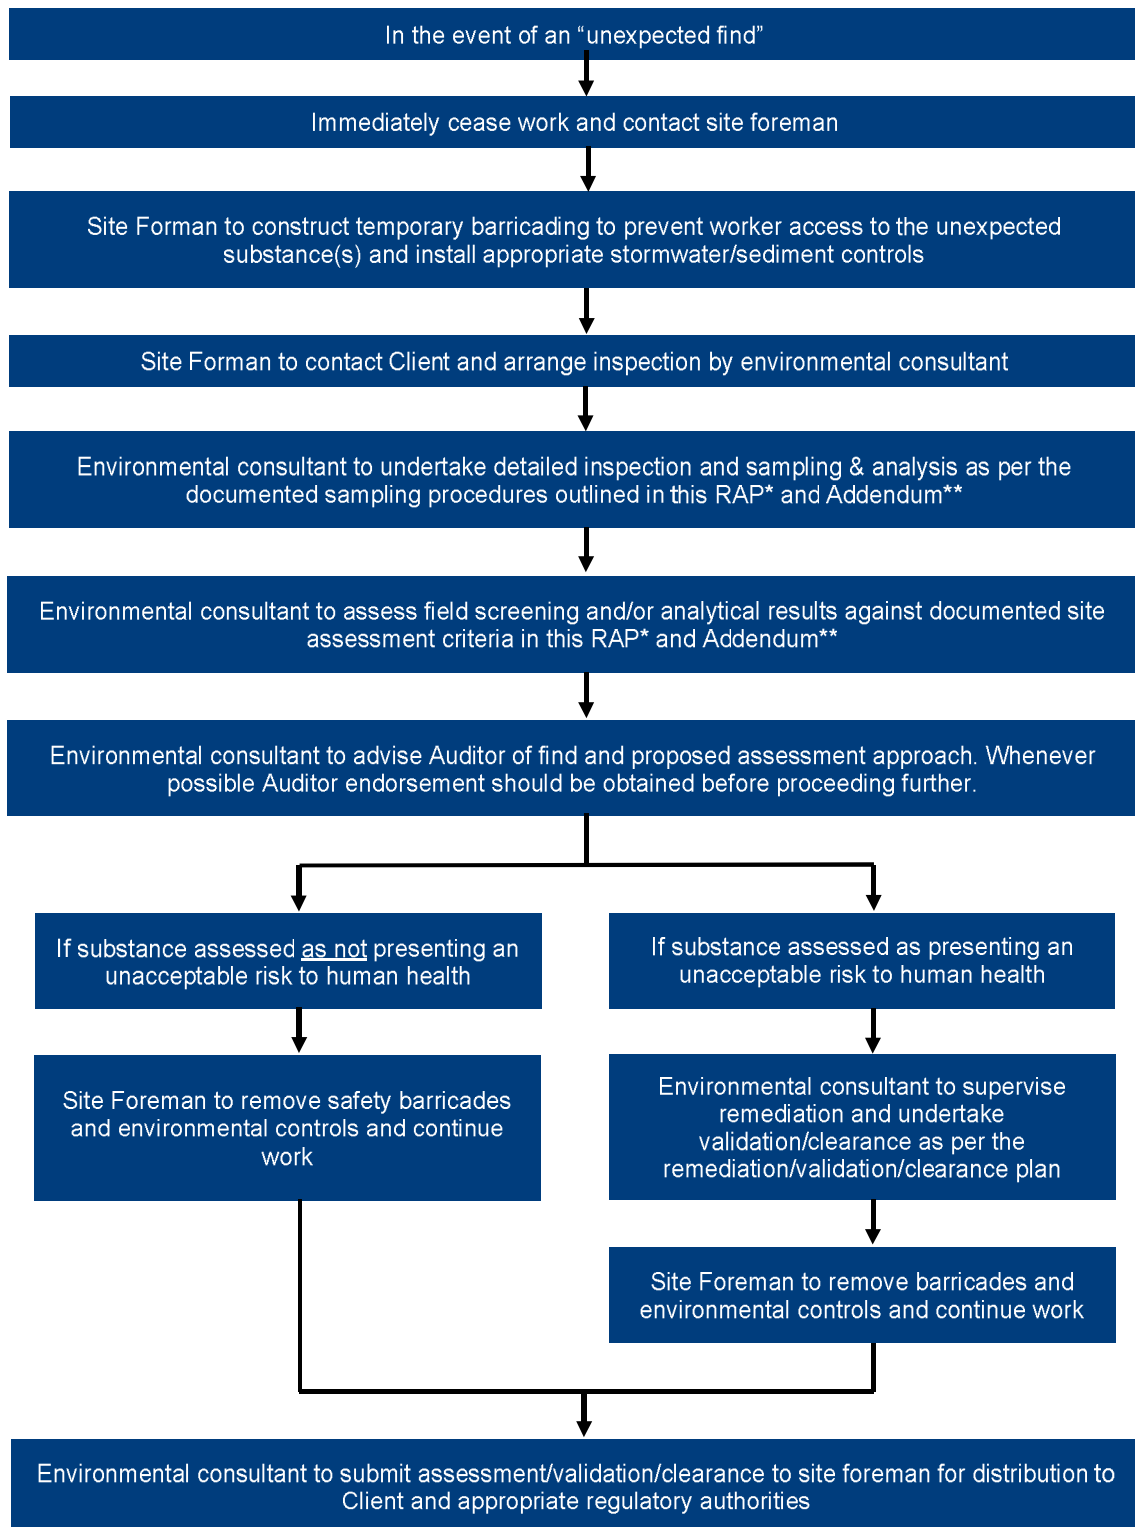 In the event of an “unexpected find”
Immediately cease work and contact site foreman
Site Forman to construct temporary barricading to prevent worker access to the unexpected
substance(s) and install appropriate stormwater/sediment controls
Site Forman to contact Client and arrange inspection by environmental consultant
Environmental consultant to undertake detailed inspection and sampling & analysis as per the
documented sampling procedures outlined in this RAP* and Addendum**
Environmental consultant to assess field screening and/or analytical results against documented site
assessment criteria in this RAP* and Addendum**
Environmental consultant to advise Auditor of find and proposed assessment approach. Whenever
possible Auditor endorsement should be obtained before proceeding further.
If substance assessed as not presenting an
unacceptable risk to human health
If substance assessed as presenting an
unacceptable risk to human health
Site Foreman to remove safety barricades
and environmental controls and continue
work
Environmental consultant to supervise
remediation and undertake
validation/clearance as per the
remediation/validation/clearance plan
Site Foreman to remove barricades and
environmental controls and continue work
Environmental consultant to submit assessment/validation/clearance to site foreman for distribution to
Client and appropriate regulatory authorities